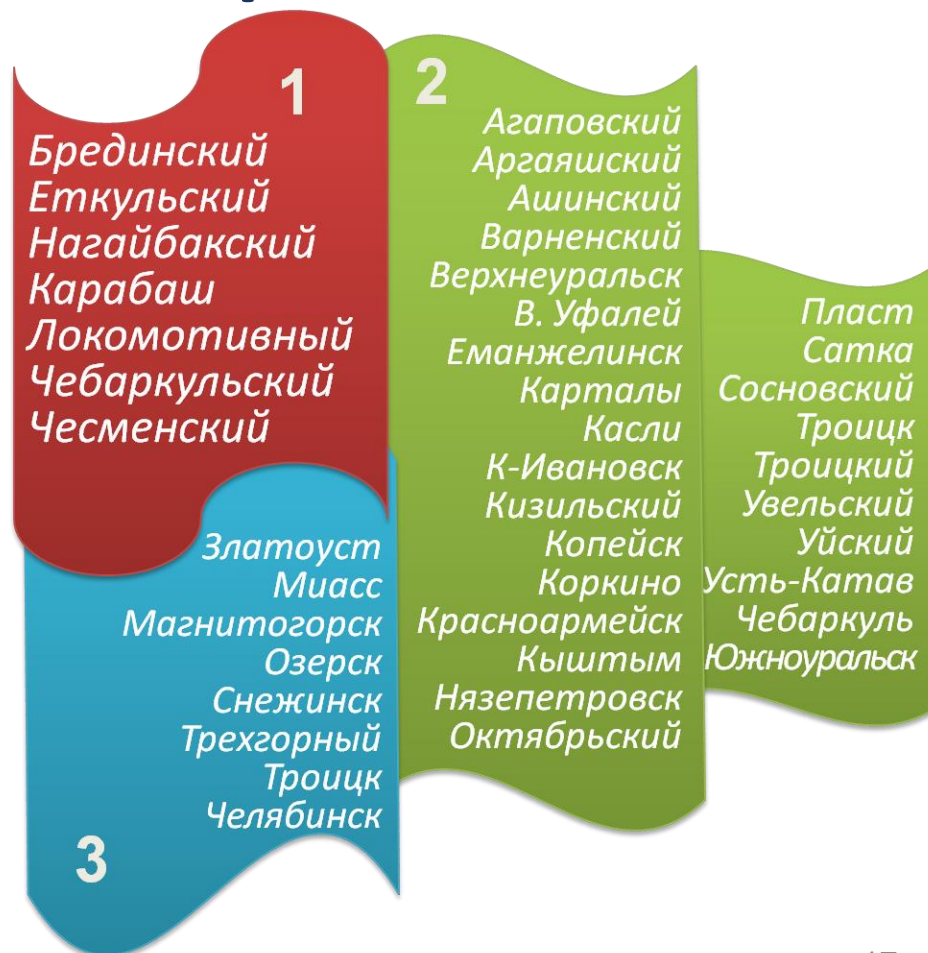 1
Брединский
Еткульский
Нагайбакский
Карабаш
Локомотивный
Чебаркульский
Чесменский
2
Агаповский
Аргаяшский
Ашинский
Варненский
Верхнеуральск
В. Уфалей
Еманжелинск
Карталы
Касли
К-Ивановск
Кизильский
Копейск
Коркино
Красноармейск
Кыштым
Нязепетровск
Октябрьский
Пласт
Сатка
Сосновский
Троицк
Троицкий
Увельский
Уйский
Усть-Катав
Чебаркуль
Южноуральск
Златоуст
Миасс
Магнитогорск
Озерск
Снежинск
Трехгорный
Троицк
Челябинск
3